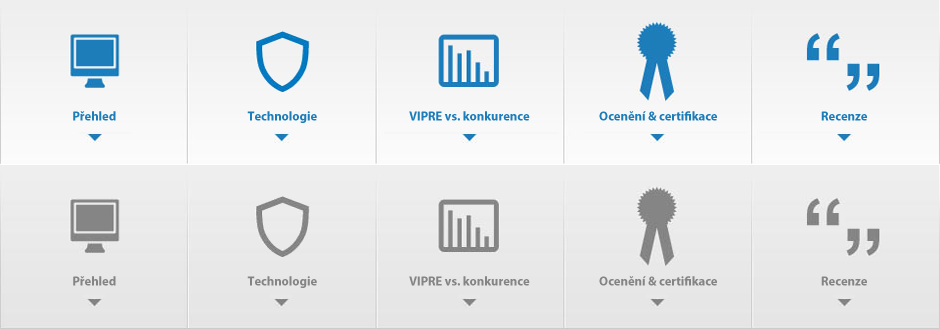 Přehled
Technologie
VIPRE vs. konkurence
Ocenění & certifikace
Recenze
Přehled
Technologie
VIPRE vs. konkurence
Ocenění & certifikace
Recenze